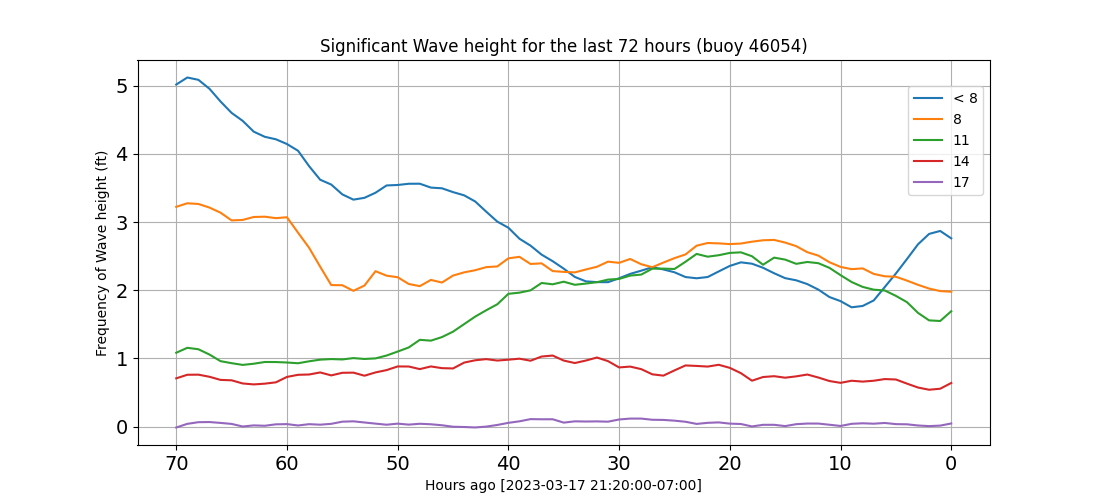 Significant Wave height for the last 72 hours (buoy 46054)
Frequency of Wave height (ft)
5
4
3
2
1
0
< 8
8
11
14
17
70 60 50 40 30 20 10 0
Hours ago [2023-03-17 21:20:00-07:00]